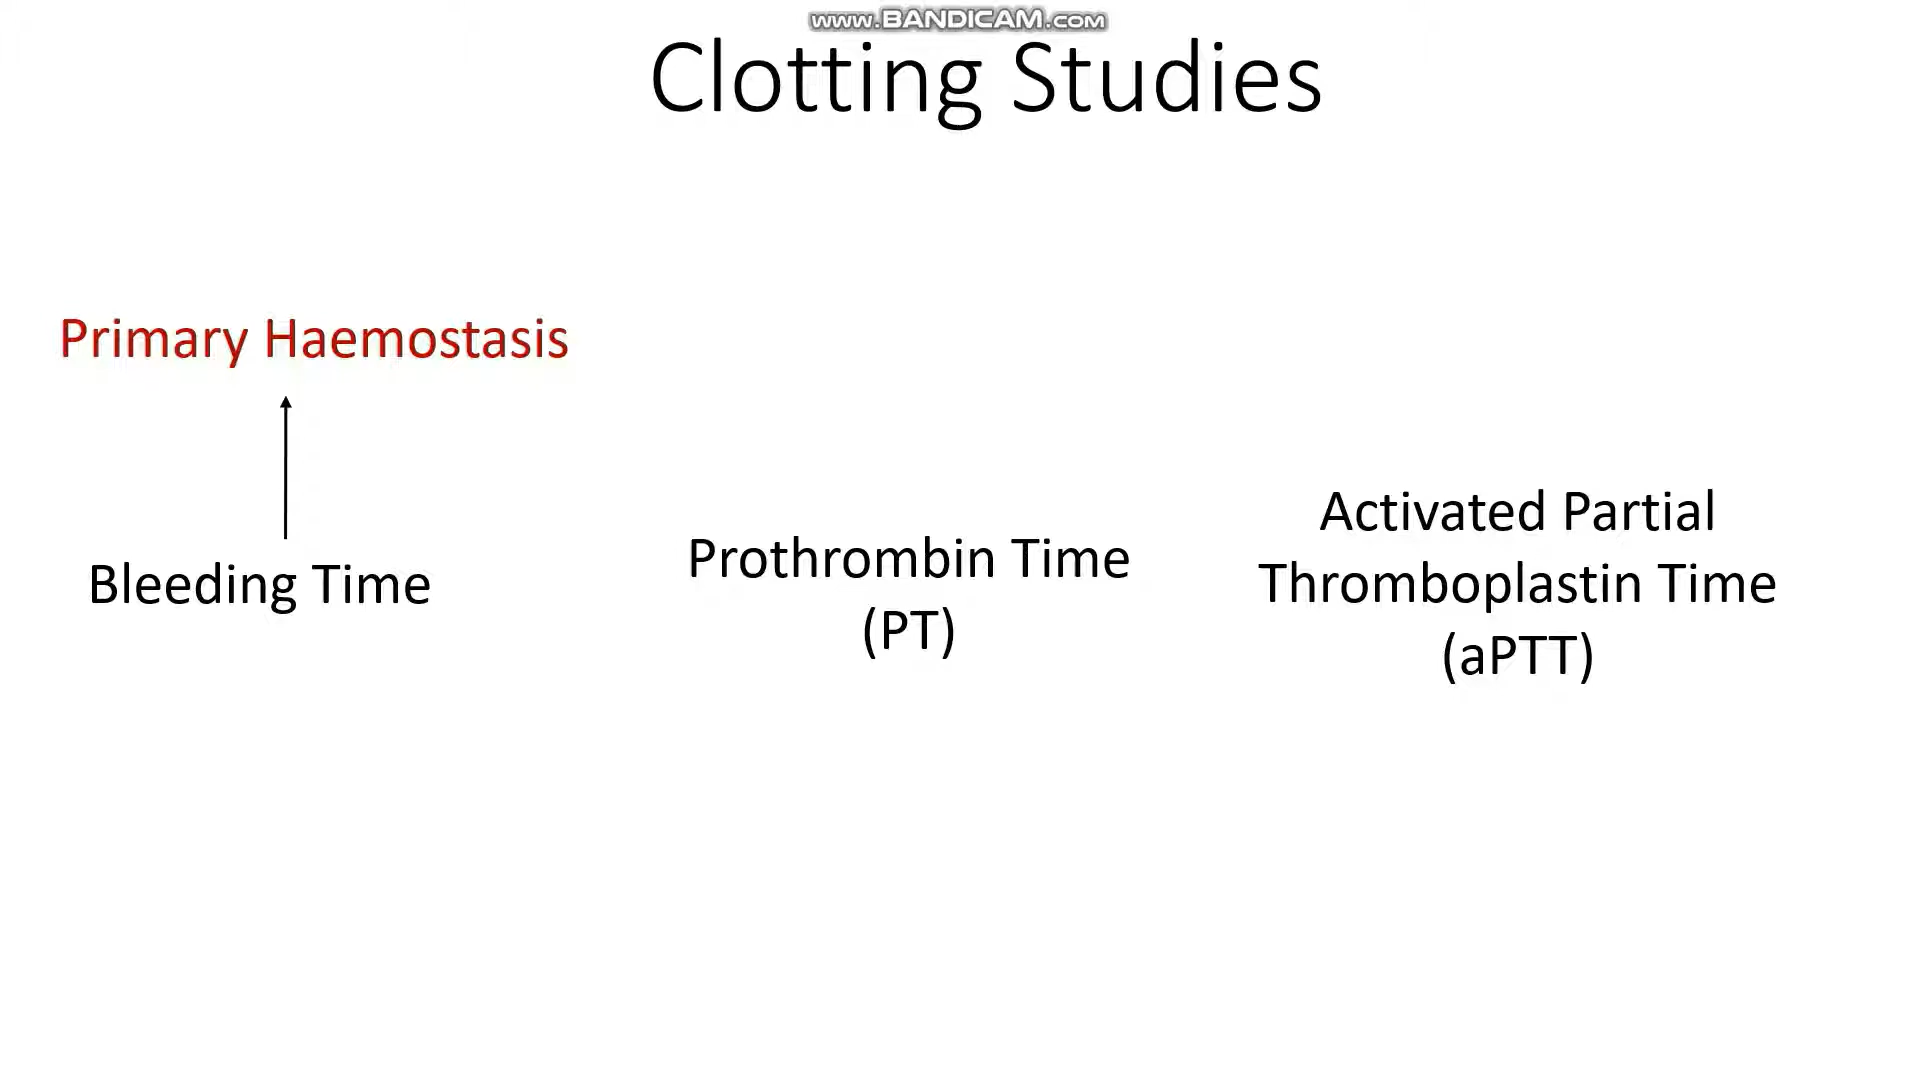 www.BANDICAM.com
Clotting Studies
Primary Haemostasis
Bleeding Time
Prothrombin Time
(PT)
Activated Partial
Thromboplastin Time
(aPTT)